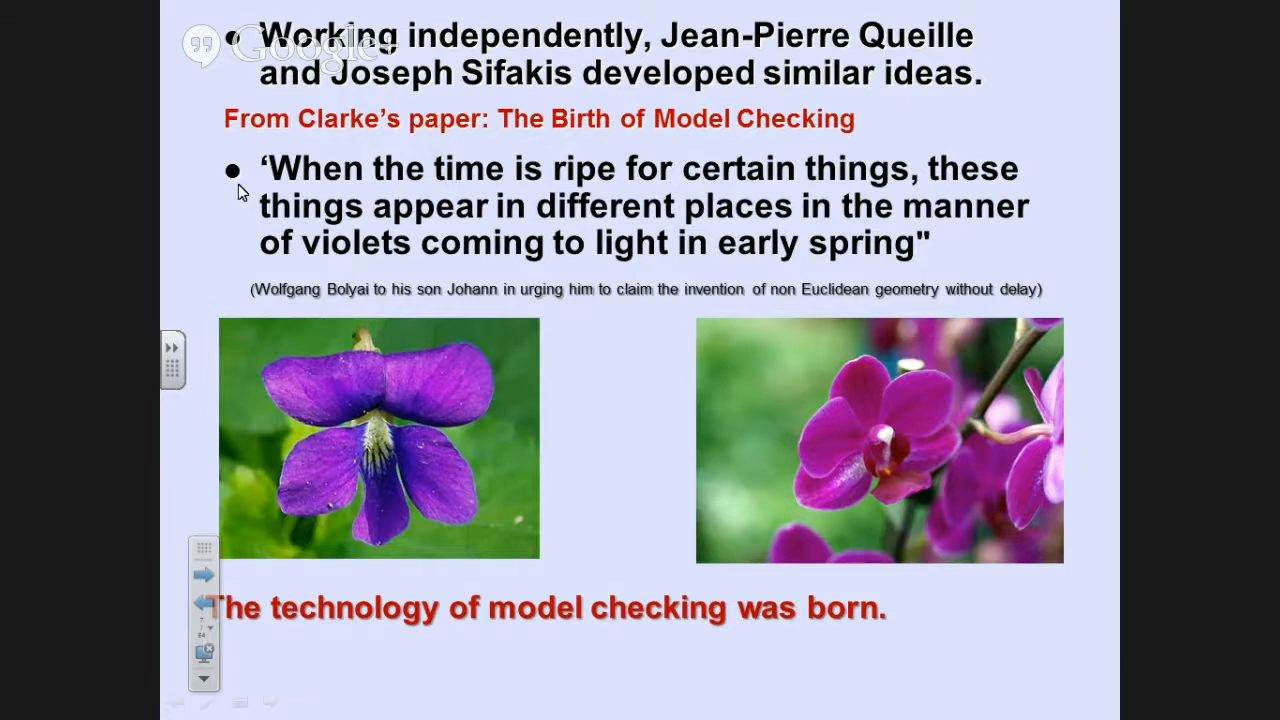 Google+
• Working independently, Jean-Pierre Queille
and Joseph Sifakis developed similar ideas.
From Clarke's paper: The Birth of Model Checking
• ‘When the time is ripe for certain things, these
things appear in different places in the manner
of violets coming to light in early spring"
(Wolfgang Bolyai to his son Johann in urging him to claim the invention of non Euclidean geometry without delay)
The technology of model checking was born.